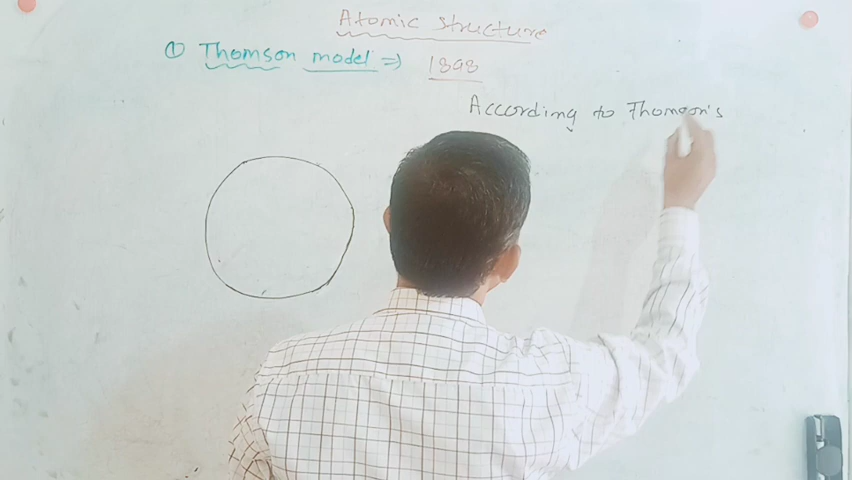 Atomic structure
① Thomson model ⇒ 1898
According to Thomson's